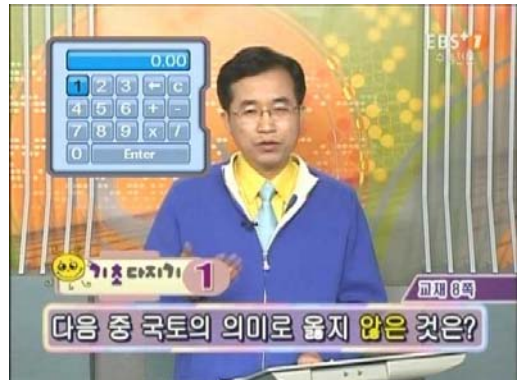 EBS+1
0.00
1 2 3 ← C
4 5 6 + -
7 8 9 x /
0 Enter
기초다지기 1
교재 8쪽
다음 중 국토의 의미로 옳지 않은 것은?